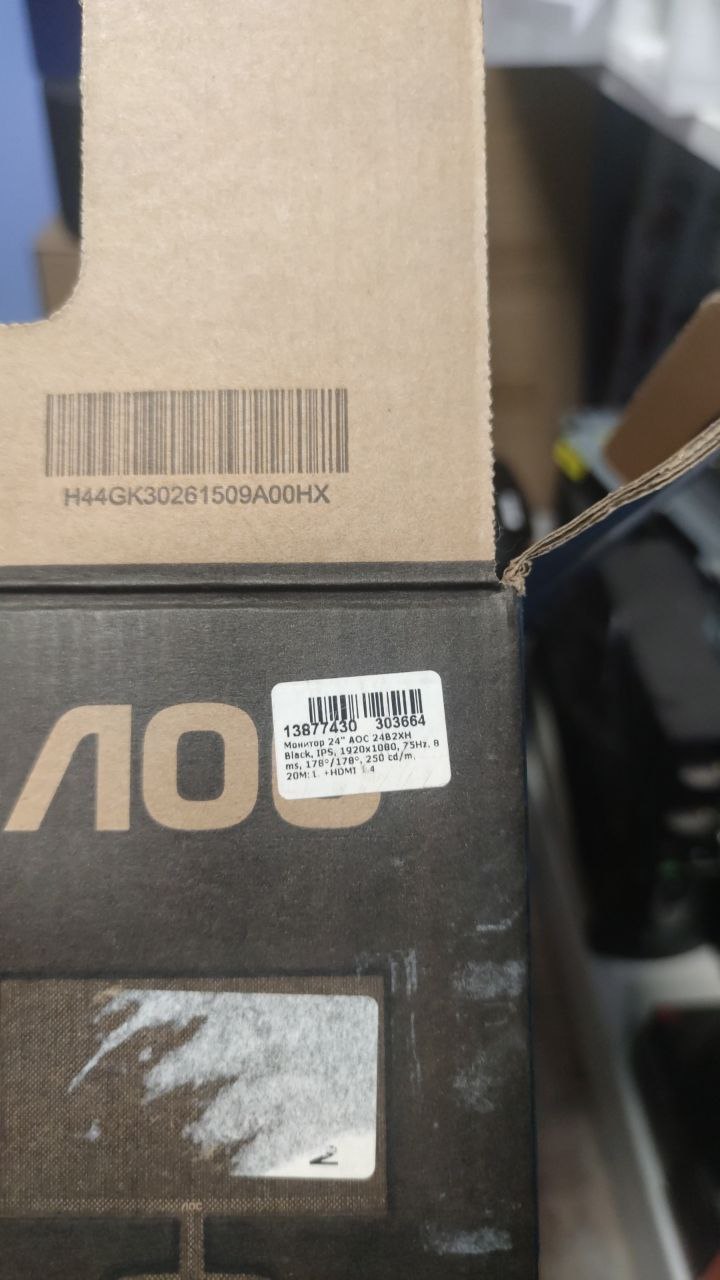 H44GK30261509A00HX
13877430 303664
Монитор 24" AOC 24B2XH
Black, IPS, 1920x1080, 75Hz, 8
ms, 178°/178°, 250 cd/m,
20M:1, +HDMI 1.4
AOC
AOC